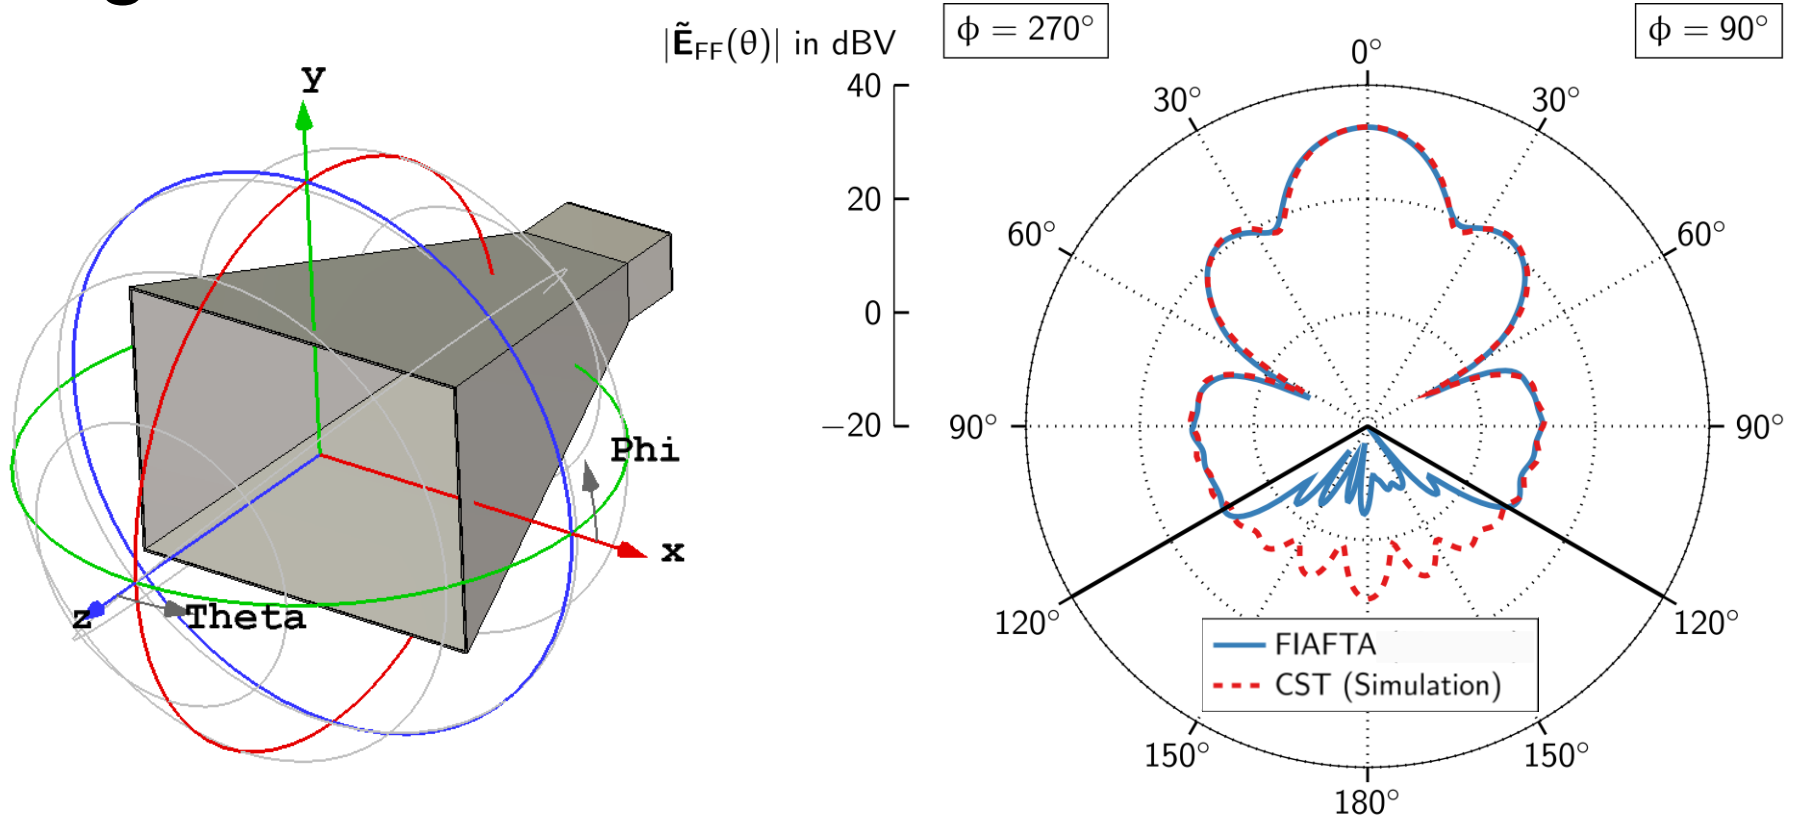 y
Phi
x
z
Theta
|Ẽ_FF(θ)| in dBV
ϕ = 270°
ϕ = 90°
40
20
0
−20
0°
30°
30°
60°
60°
90°
90°
120°
120°
150°
150°
180°
FIAFTA
CST (Simulation)